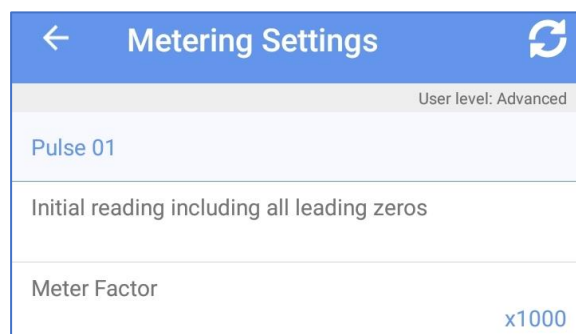 Metering Settings
User level: Advanced
Pulse 01
Initial reading including all leading zeros
Meter Factor
x1000